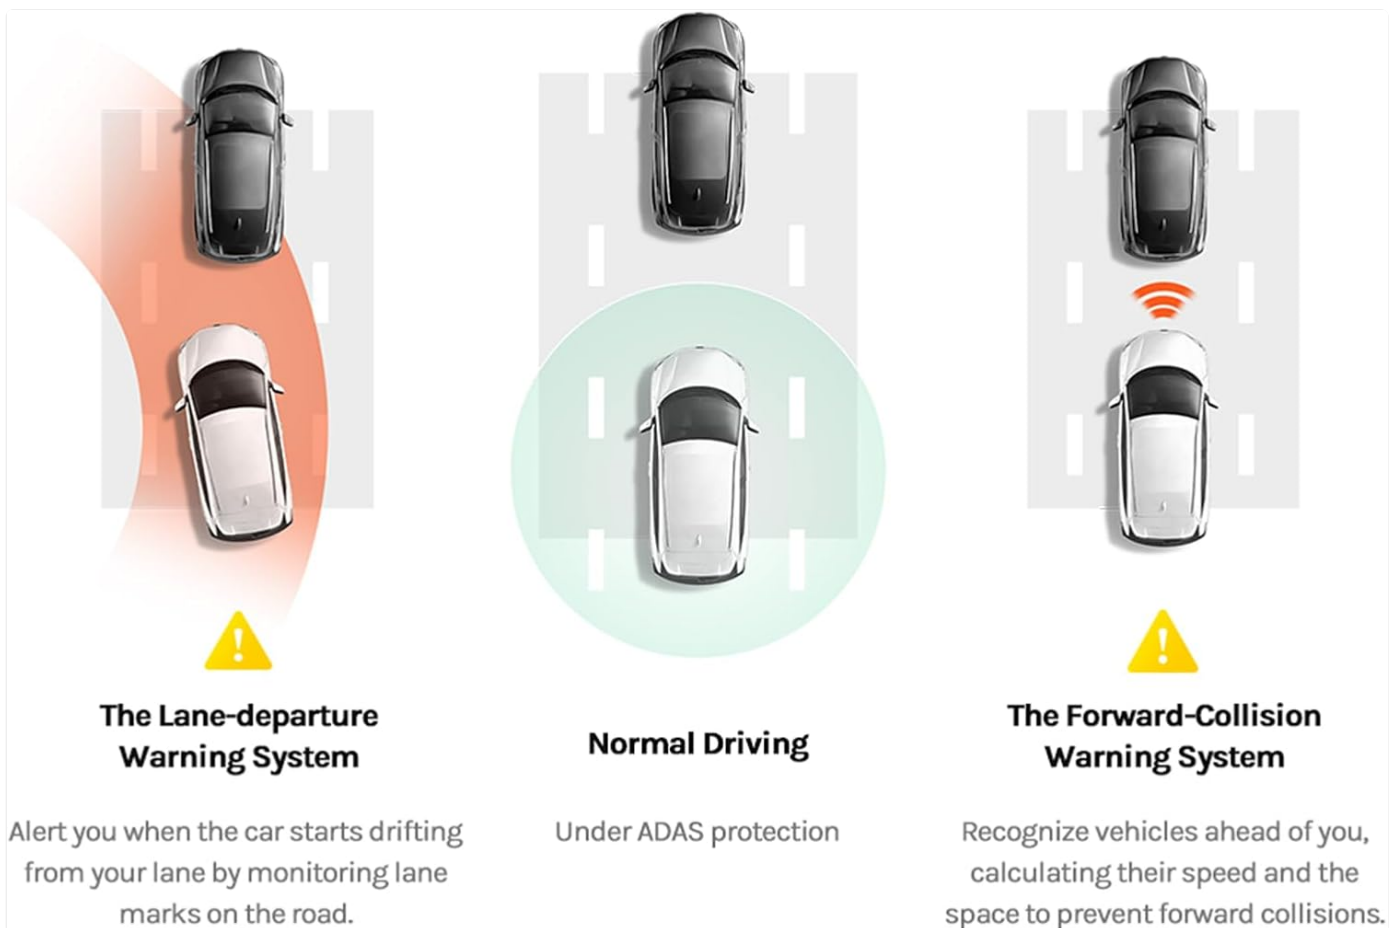 The Lane-departure
Warning System
Alert you when the car starts drifting
from your lane by monitoring lane
marks on the road.
Normal Driving
Under ADAS protection
The Forward-Collision
Warning System
Recognize vehicles ahead of you,
calculating their speed and the
space to prevent forward collisions.